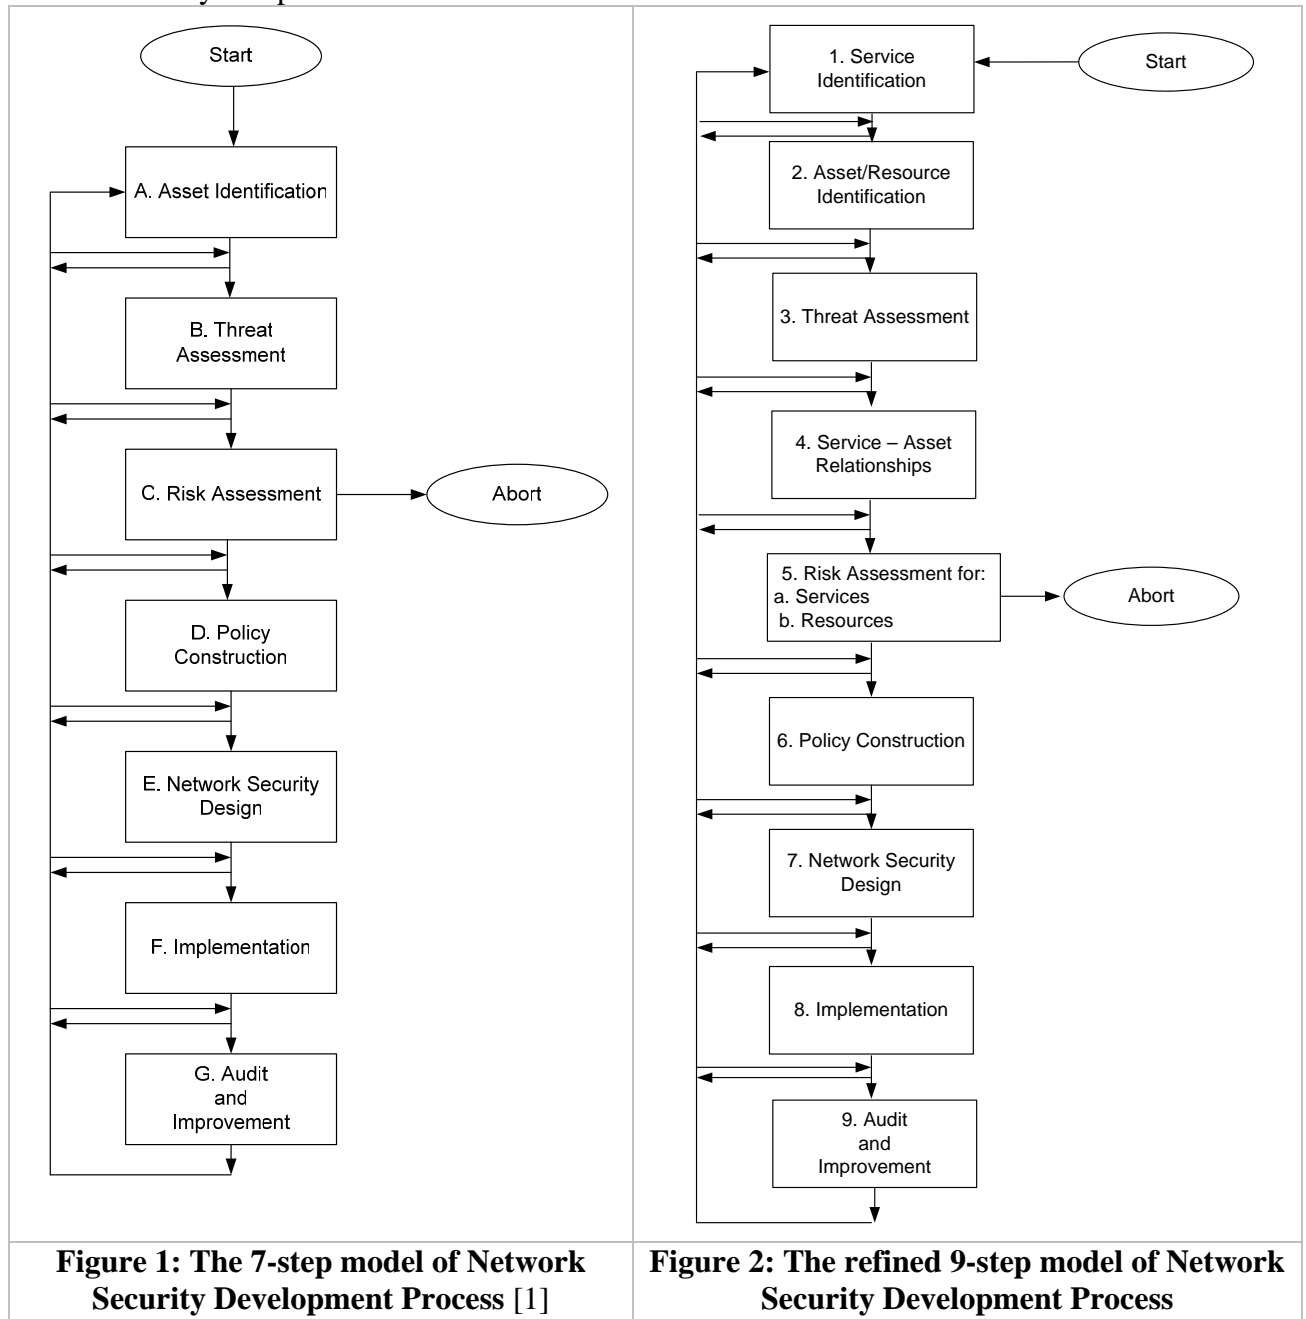 Start
A. Asset Identification
B. Threat
Assessment
C. Risk Assessment
Abort
D. Policy
Construction
E. Network Security
Design
F. Implementation
G. Audit
and
Improvement
Figure 1: The 7-step model of Network
Security Development Process [1]
1. Service
Identification
Start
2. Asset/Resource
Identification
3. Threat Assessment
4. Service – Asset
Relationships
5. Risk Assessment for:
a. Services
b. Resources
Abort
6. Policy Construction
7. Network Security
Design
8. Implementation
9. Audit
and
Improvement
Figure 2: The refined 9-step model of Network
Security Development Process